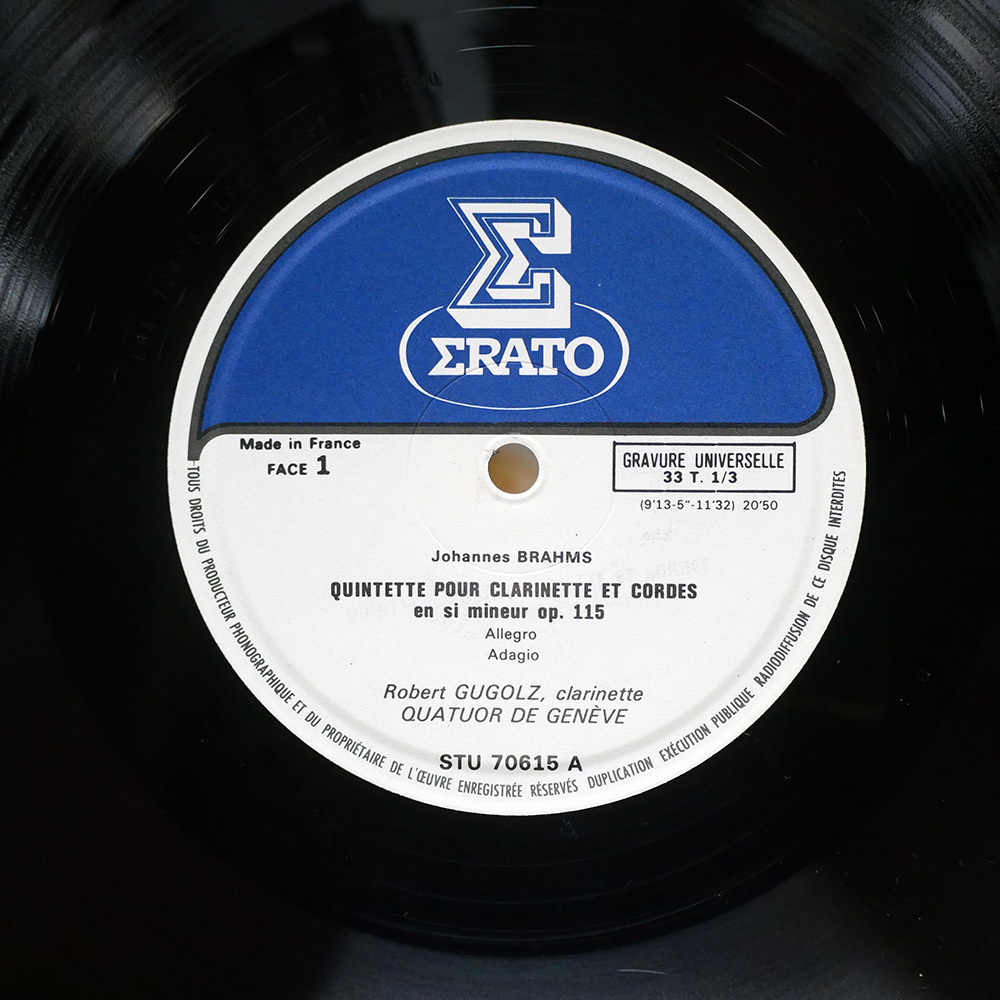 ΣRATO
Made in France
FACE 1
GRAVURE UNIVERSELLE
33 T. 1/3
(9'13-5"-11'32) 20'50
Johannes BRAHMS
QUINTETTE POUR CLARINETTE ET CORDES
en si mineur op. 115
Allegro
Adagio
Robert GUGOLZ, clarinette
QUATUOR DE GENÈVE
STU 70615 A
TOUS DROITS DU PRODUCTEUR PHONOGRAPHIQUE ET DU PROPRIÉTAIRE DE L'ŒUVRE ENREGISTRÉE RÉSERVÉS DUPLICATION EXÉCUTION PUBLIQUE RADIODIFFUSION DE CE DISQUE INTERDITES